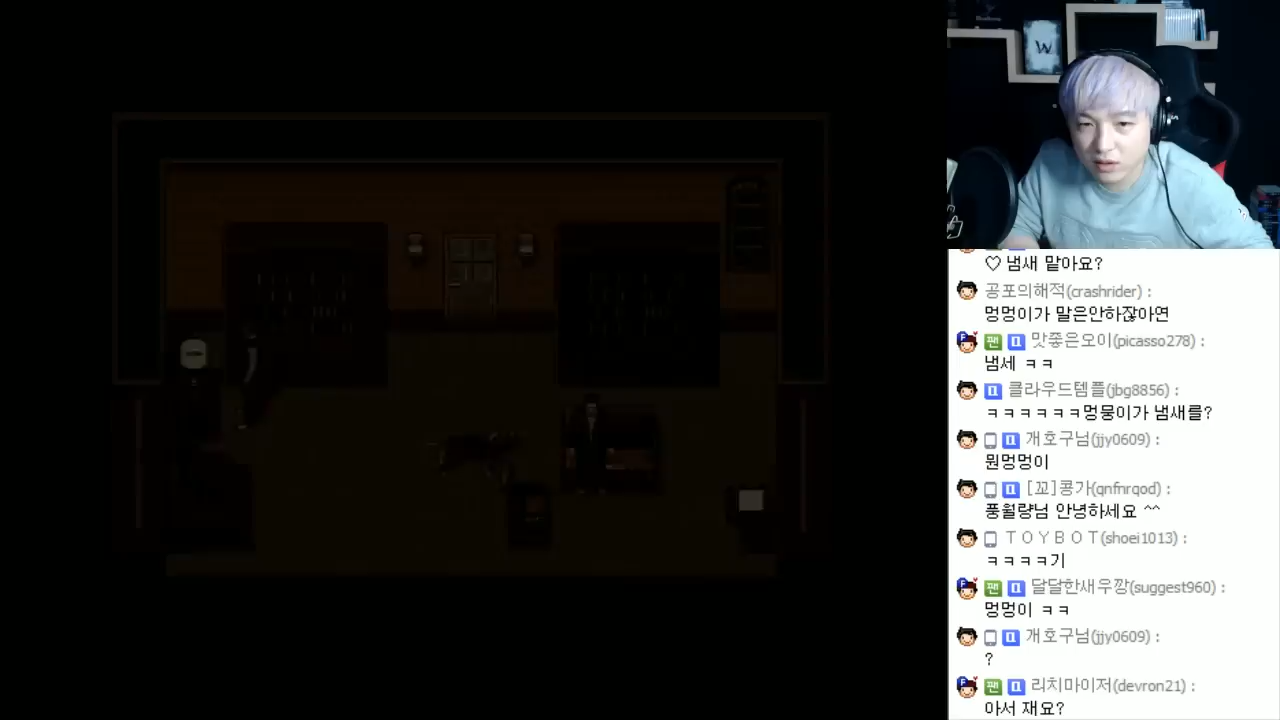 W
♡ 냄새 맡아요?
공포의해적(crashrider) :
멍멍이가 말은안하잖아연
팬 맛쫗은오이(picasso278) :
냄세 ㅋㅋ
클라우드템플(jbg8856) :
ㅋㅋㅋㅋㅋㅋ멍뭉이가 냄새를?
개호구님(jjy0609) :
뭔멍멍이
[꼬]콩가(qnfnrqod) :
풍월량님 안녕하세요 ^^
ＴＯＹＢＯＴ(shoei1013) :
ㅋㅋㅋㅋ기
팬 달달한새우깡(suggest960) :
멍멍이 ㅋㅋ
개호구님(jjy0609) :
?
팬 리치마이저(devron21) :
아서 재요?